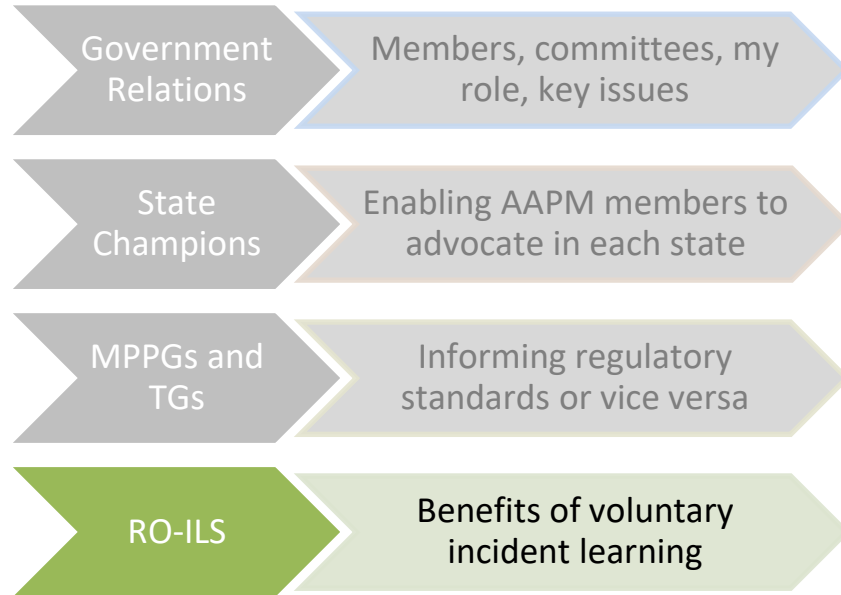 Government
Relations
Members, committees, my
role, key issues
State
Champions
Enabling AAPM members to
advocate in each state
MPPGs and
TGs
Informing regulatory
standards or vice versa
RO-ILS
Benefits of voluntary
incident learning